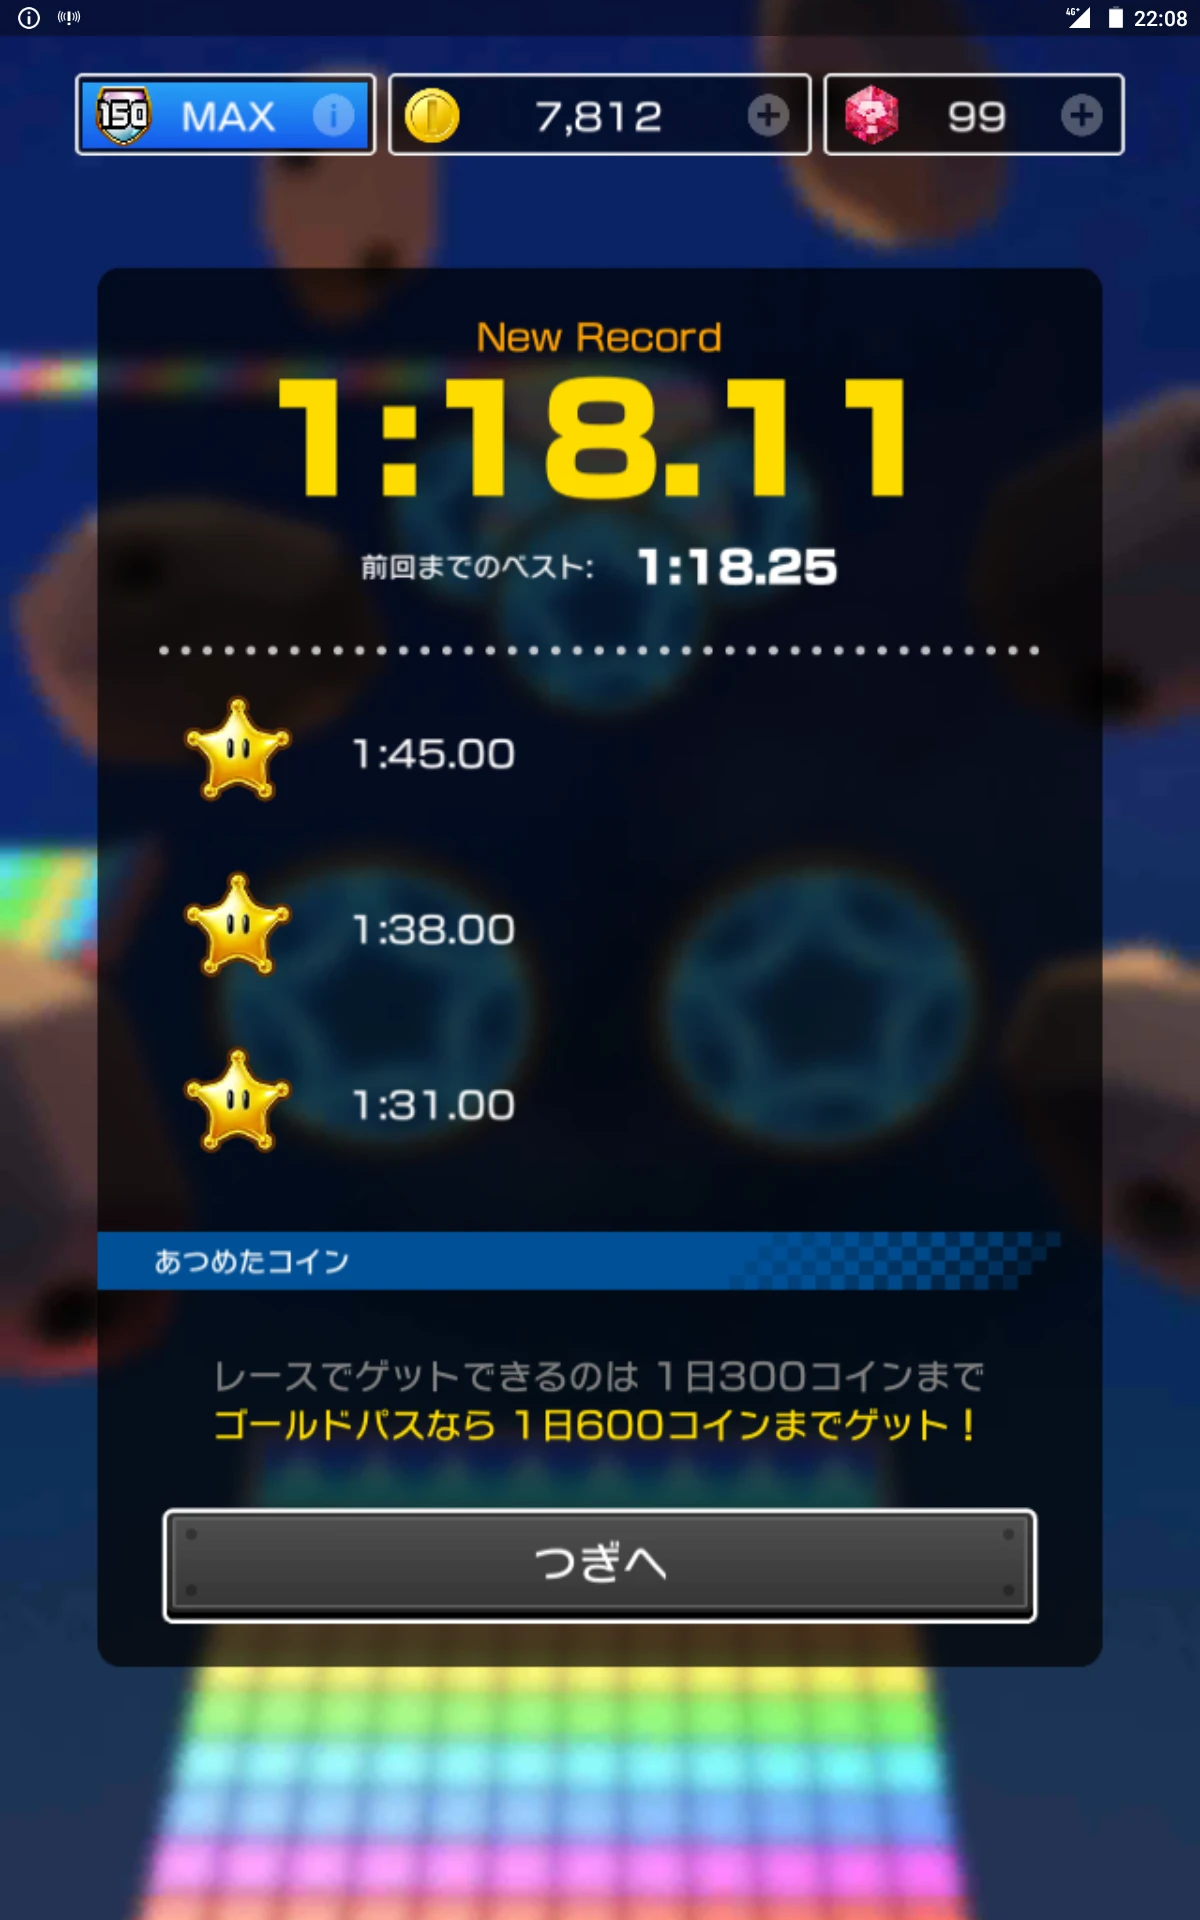 4G+ 22:08
150 MAX i 7,812 + 99 +
New Record
1:18.11
前回までのベスト: 1:18.25
1:45.00
1:38.00
1:31.00
あつめたコイン
レースでゲットできるのは 1日300コインまで
ゴールドパスなら 1日600コインまでゲット！
つぎへ